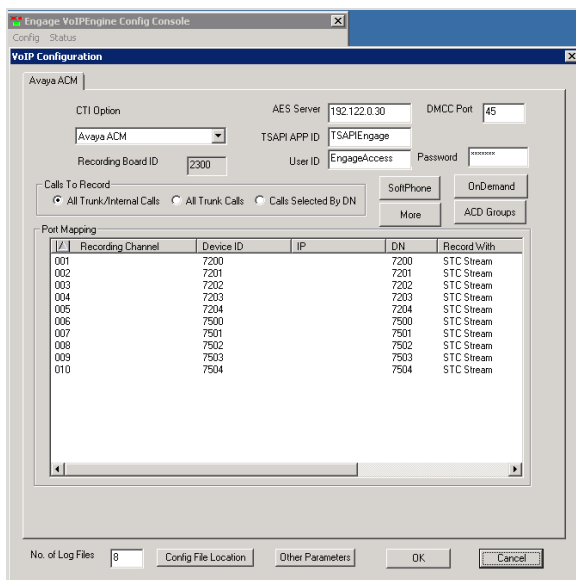 Engage VoIPEngine Config Console
Config Status
VoIP Configuration
Avaya ACM
CTI Option
AES Server 192.122.0.30 DMCC Port 45
Avaya ACM
TSAPI APP ID TSAPIEngage
Recording Board ID 2300
User ID EngageAccess Password *******
Calls To Record
All Trunk/Internal Calls All Trunk Calls Calls Selected By DN
SoftPhone OnDemand
More ACD Groups
Port Mapping
/ Recording Channel Device ID IP DN Record With
001 7200 7200 STC Stream
002 7201 7201 STC Stream
003 7202 7202 STC Stream
004 7203 7203 STC Stream
005 7204 7204 STC Stream
006 7500 7500 STC Stream
007 7501 7501 STC Stream
008 7502 7502 STC Stream
009 7503 7503 STC Stream
010 7504 7504 STC Stream
No. of Log Files 8 Config File Location Other Parameters OK Cancel